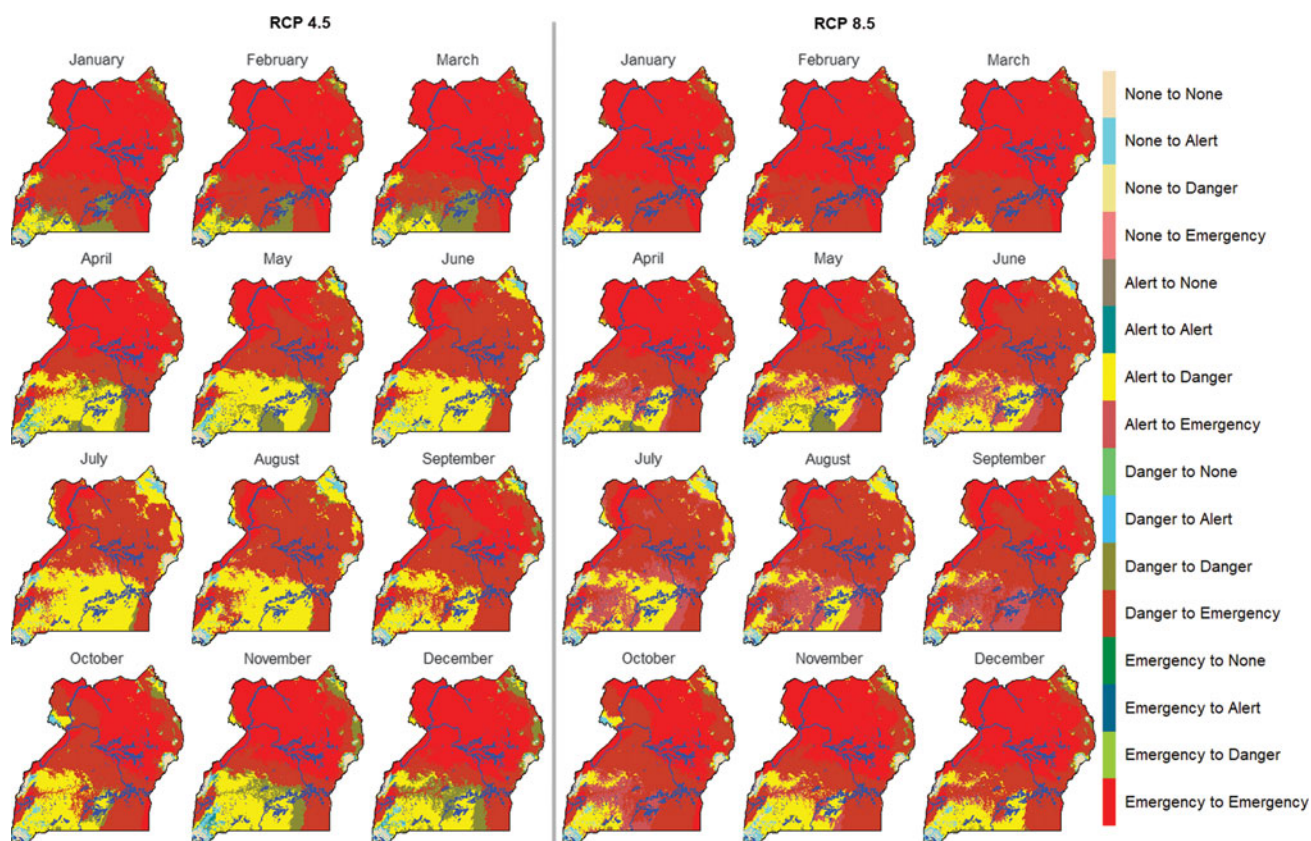 RCP 4.5
RCP 8.5
January
February
March
January
February
March
April
May
June
April
May
June
July
August
September
July
August
September
October
November
December
October
November
December
None to None
None to Alert
None to Danger
None to Emergency
Alert to None
Alert to Alert
Alert to Danger
Alert to Emergency
Danger to None
Danger to Alert
Danger to Danger
Danger to Emergency
Emergency to None
Emergency to Alert
Emergency to Danger
Emergency to Emergency